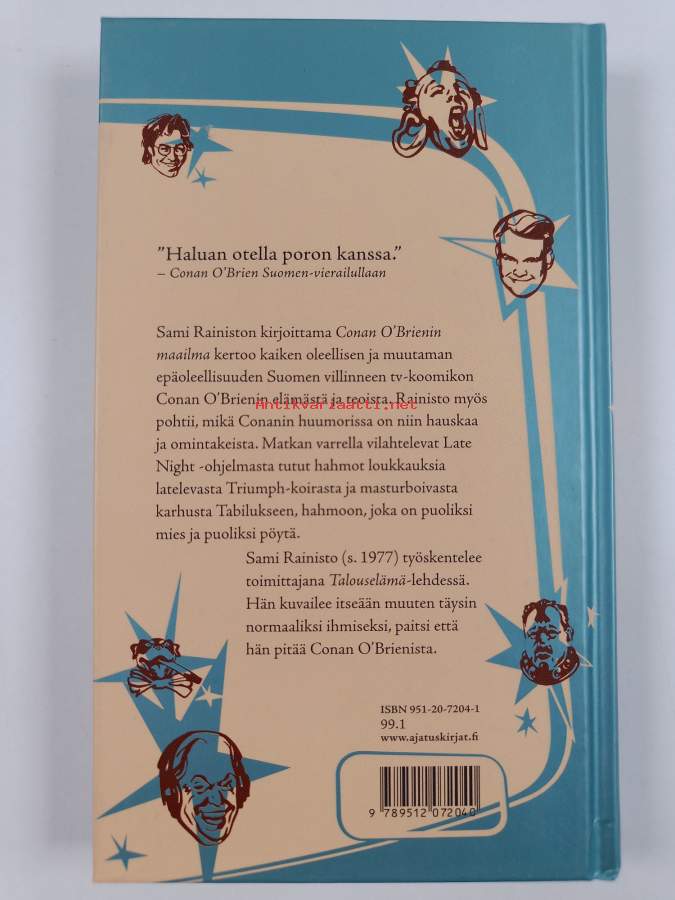 ”Haluan otella poron kanssa.”
– Conan O’Brien Suomen-vierailullaan
Sami Rainiston kirjoittama Conan O’Brienin
maailma kertoo kaiken oleellisen ja muutaman
epäoleellisuuden Suomen villinneen tv-koomikon
Conan O’Brienin elämästä ja teoista. Rainisto myös
Antikvariaatti.net
pohtii, mikä Conanin huumorissa on niin hauskaa
ja omintakeista. Matkan varrella vilahtelevat Late
Night -ohjelmasta tutut hahmot loukkauksia
latelevasta Triumph-koirasta ja masturboivasta
karhusta Tabilukseen, hahmoon, joka on puoliksi
mies ja puoliksi pöytä.
Sami Rainisto (s. 1977) työskentelee
toimittajana Talouselämä-lehdessä.
Hän kuvailee itseään muuten täysin
normaaliksi ihmiseksi, paitsi että
hän pitää Conan O’Brienista.
ISBN 951-20-7204-1
99.1
www.ajatuskirjat.fi
9 789512 072040